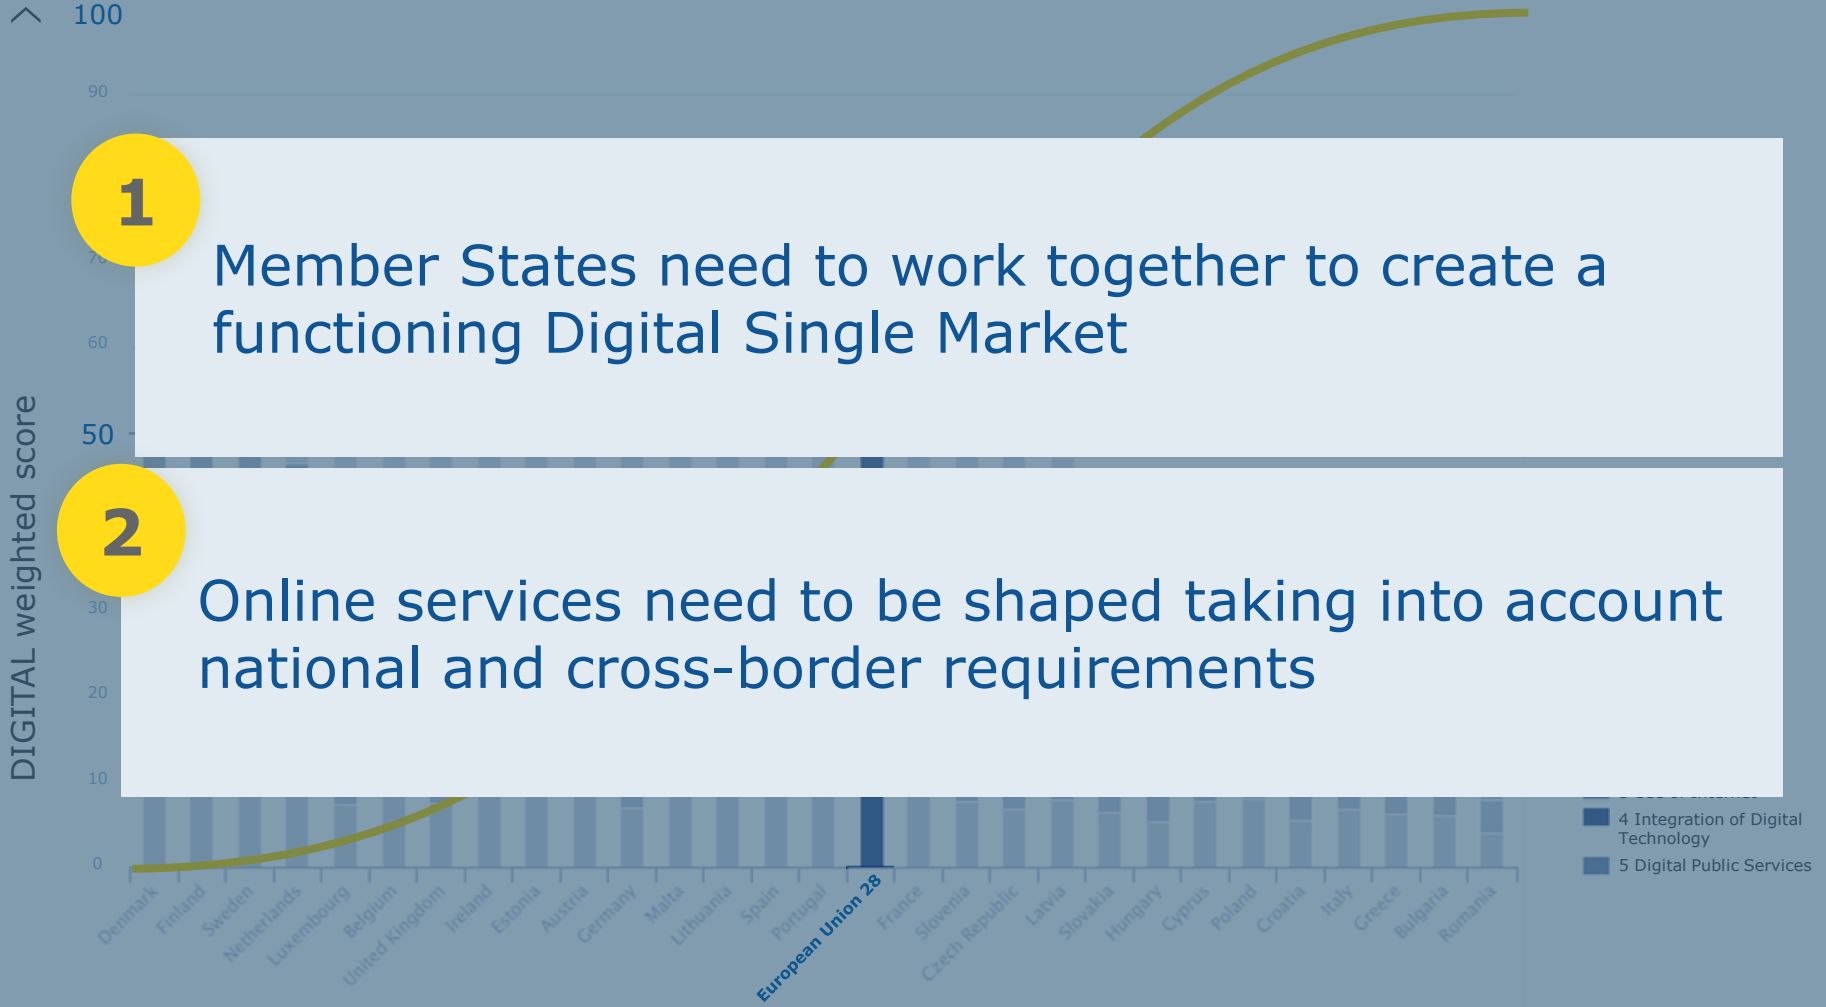 100
90
1
Member States need to work together to create a
functioning Digital Single Market
70
60
50
2
Online services need to be shaped taking into account
national and cross-border requirements
30
20
10
0
DIGITAL weighted score
4 Integration of Digital
Technology
5 Digital Public Services
Denmark
Finland
Sweden
Netherlands
Luxembourg
Belgium
United Kingdom
Ireland
Estonia
Austria
Germany
Malta
Lithuania
Spain
Portugal
European Union 28
France
Slovenia
Czech Republic
Latvia
Slovakia
Hungary
Cyprus
Poland
Croatia
Italy
Greece
Bulgaria
Romania